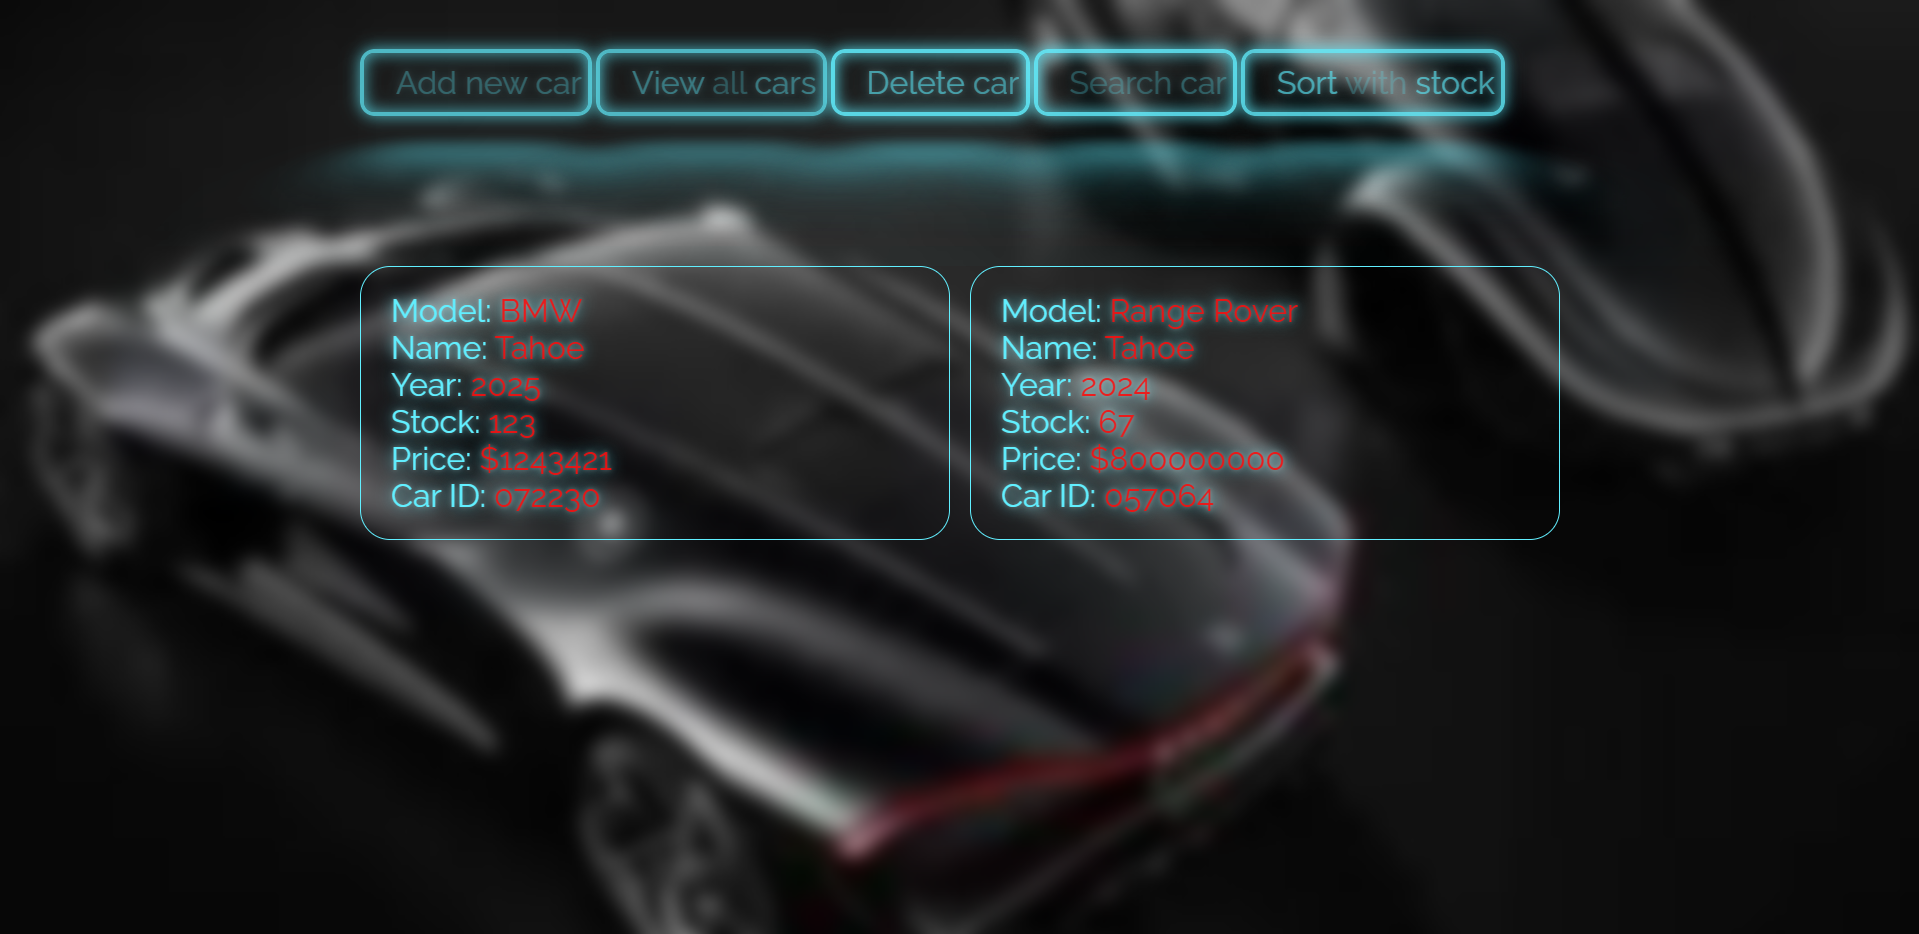 Add new car
View all cars
Delete car
Search car
Sort with stock
Model: BMW
Name: Tahoe
Year: 2025
Stock: 123
Price: $1243421
Car ID: 072230
Model: Range Rover
Name: Tahoe
Year: 2024
Stock: 67
Price: $800000000
Car ID: 057064